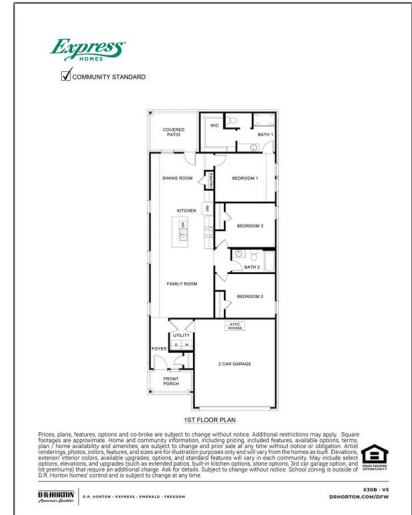 Express
HOMES
COMMUNITY STANDARD
COVERED
PATIO
WIC
BATH 1
DINING ROOM
PANTRY
BEDROOM 1
KITCHEN
REF
BEDROOM 3
BATH 2
FAMILY ROOM
BEDROOM 2
ATTIC
ACCESS
UTILITY
FOYER
2 CAR GARAGE
FRONT
PORCH
1ST FLOOR PLAN
Prices, plans, features, options and co-broke are subject to change without notice. Additional restrictions may apply. Square
footages are approximate. Home and community information, including pricing, included features, available options, terms,
plan / home availability and amenities, are subject to change and prior sale at any time without notice or obligation. Artist
renderings, photos, colors, features, and sizes are for illustration purposes only and will vary from the homes as built. Elevations,
exterior/ interior colors, available upgrades, options, and standard features will vary in each community. May include select
options, elevations, and upgrades (such as extended patios, built-in kitchen options, stone options, 3rd car garage option, and
lot premiums) that require an additional charge. Ask for details. Subject to change without notice. School zoning is outside of
D.R. Horton homes' control and is subject to change at any time.
EQUAL HOUSING
OPPORTUNITY
D·R·HORTON
America's Builder
D.R. HORTON - EXPRESS - EMERALD - FREEDOM
X30B - V5
DRHORTON.COM/DFW